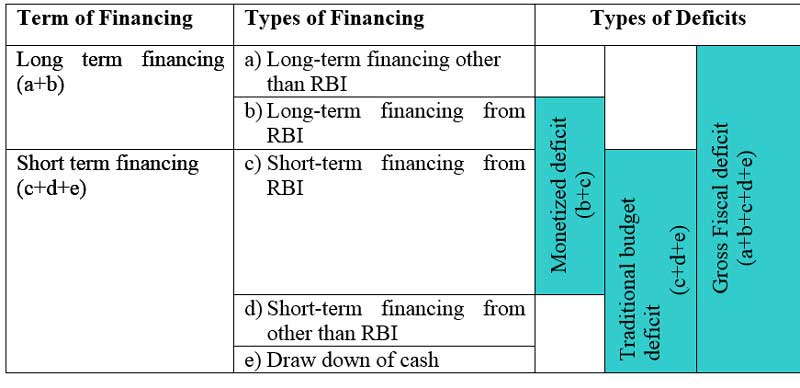 Term of Financing
Types of Financing
Types of Deficits
Long term financing
(a+b)
a) Long-term financing other
than RBI
b) Long-term financing from
RBI
Short term financing
(c+d+e)
c) Short-term financing from
RBI
d) Short-term financing from
other than RBI
e) Draw down of cash
Monetized deficit
(b+c)
Traditional budget
deficit
(c+d+e)
Gross Fiscal deficit
(a+b+c+d+e)